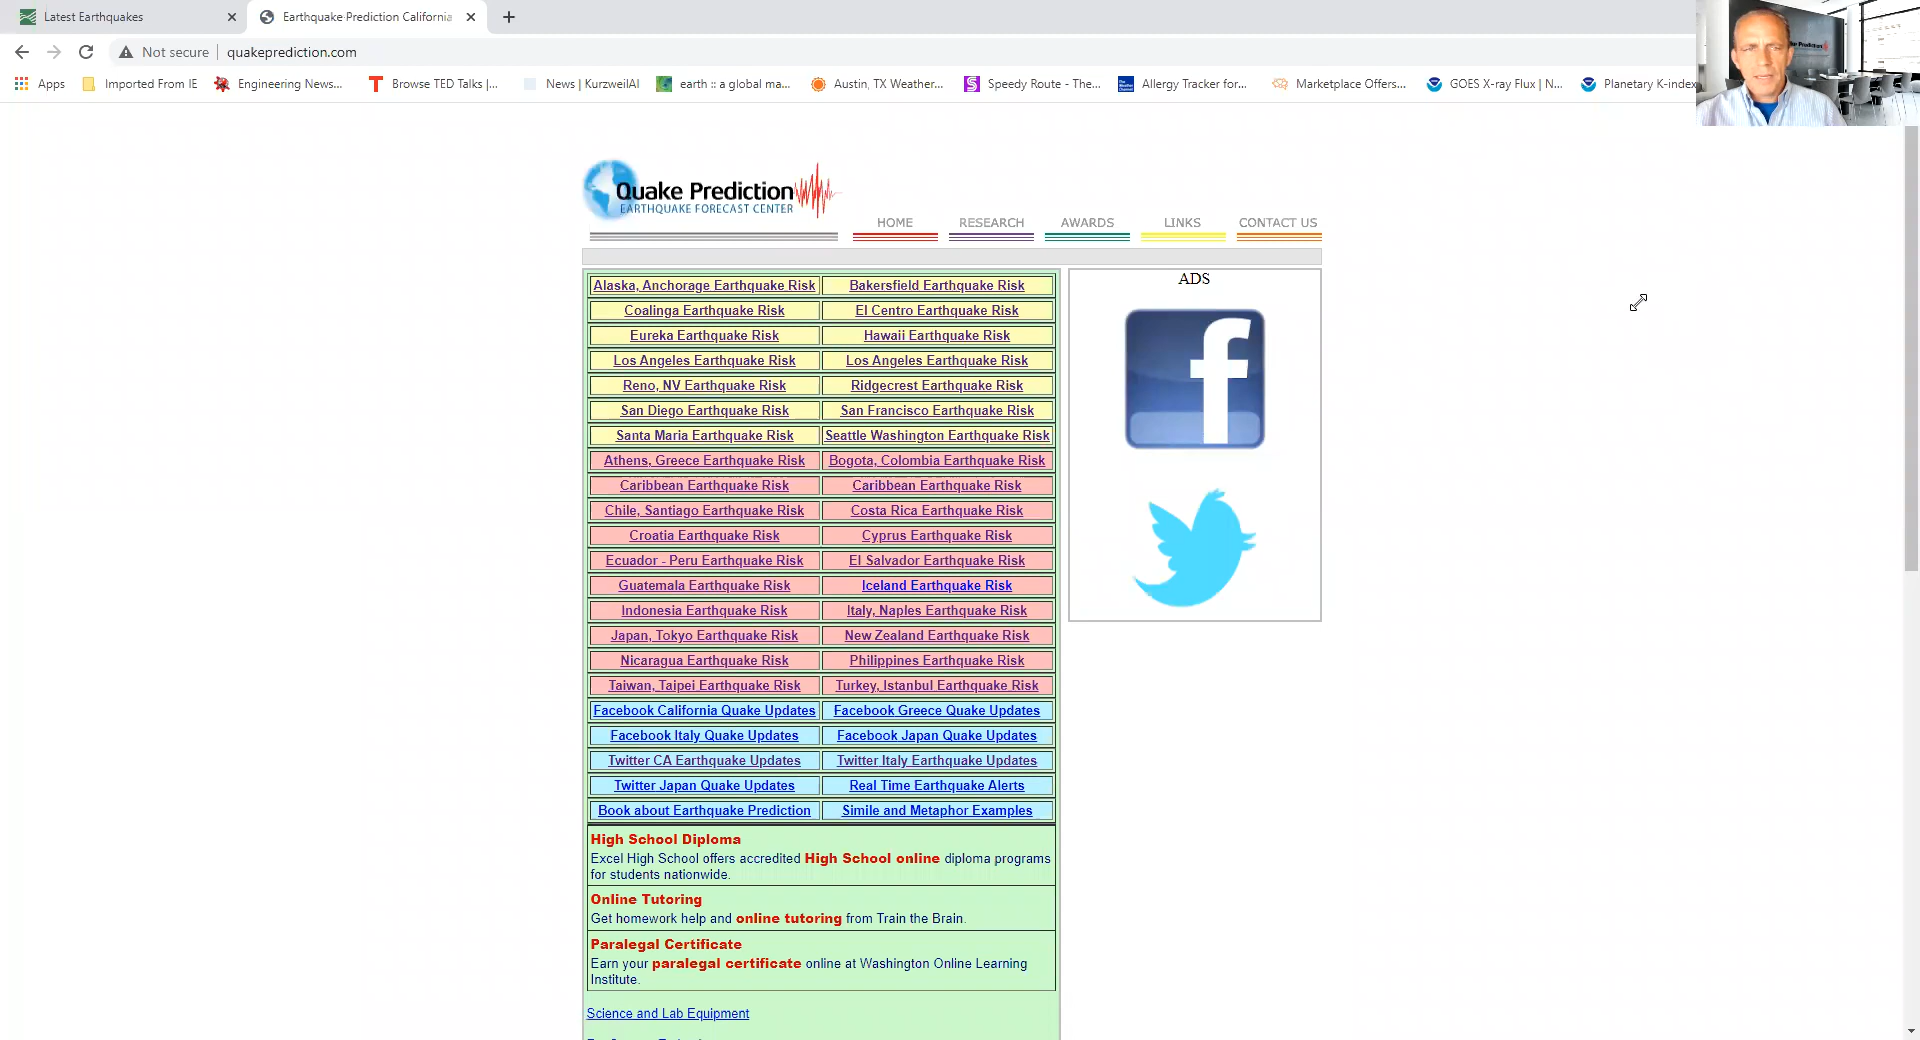 Latest Earthquakes
Earthquake Prediction California
Not secure
quakeprediction.com
Apps
Imported From IE
Engineering News...
Browse TED Talks |...
News | KurzweilAI
earth :: a global ma...
Austin, TX Weather...
Speedy Route - The...
Allergy Tracker for...
Marketplace Offers...
GOES X-ray Flux | N...
Planetary K-index
Quake Prediction
Quake Prediction
EARTHQUAKE FORECAST CENTER
HOME
RESEARCH
AWARDS
LINKS
CONTACT US
Alaska, Anchorage Earthquake Risk
Bakersfield Earthquake Risk
Coalinga Earthquake Risk
El Centro Earthquake Risk
Eureka Earthquake Risk
Hawaii Earthquake Risk
Los Angeles Earthquake Risk
Los Angeles Earthquake Risk
Reno, NV Earthquake Risk
Ridgecrest Earthquake Risk
San Diego Earthquake Risk
San Francisco Earthquake Risk
Santa Maria Earthquake Risk
Seattle Washington Earthquake Risk
Athens, Greece Earthquake Risk
Bogota, Colombia Earthquake Risk
Caribbean Earthquake Risk
Caribbean Earthquake Risk
Chile, Santiago Earthquake Risk
Costa Rica Earthquake Risk
Croatia Earthquake Risk
Cyprus Earthquake Risk
Ecuador - Peru Earthquake Risk
El Salvador Earthquake Risk
Guatemala Earthquake Risk
Iceland Earthquake Risk
Indonesia Earthquake Risk
Italy, Naples Earthquake Risk
Japan, Tokyo Earthquake Risk
New Zealand Earthquake Risk
Nicaragua Earthquake Risk
Philippines Earthquake Risk
Taiwan, Taipei Earthquake Risk
Turkey, Istanbul Earthquake Risk
Facebook California Quake Updates
Facebook Greece Quake Updates
Facebook Italy Quake Updates
Facebook Japan Quake Updates
Twitter CA Earthquake Updates
Twitter Italy Earthquake Updates
Twitter Japan Quake Updates
Real Time Earthquake Alerts
Book about Earthquake Prediction
Simile and Metaphor Examples
High School Diploma
Excel High School offers accredited High School online diploma programs
for students nationwide.
Online Tutoring
Get homework help and online tutoring from Train the Brain.
Paralegal Certificate
Earn your paralegal certificate online at Washington Online Learning
Institute.
Science and Lab Equipment
ADS
f